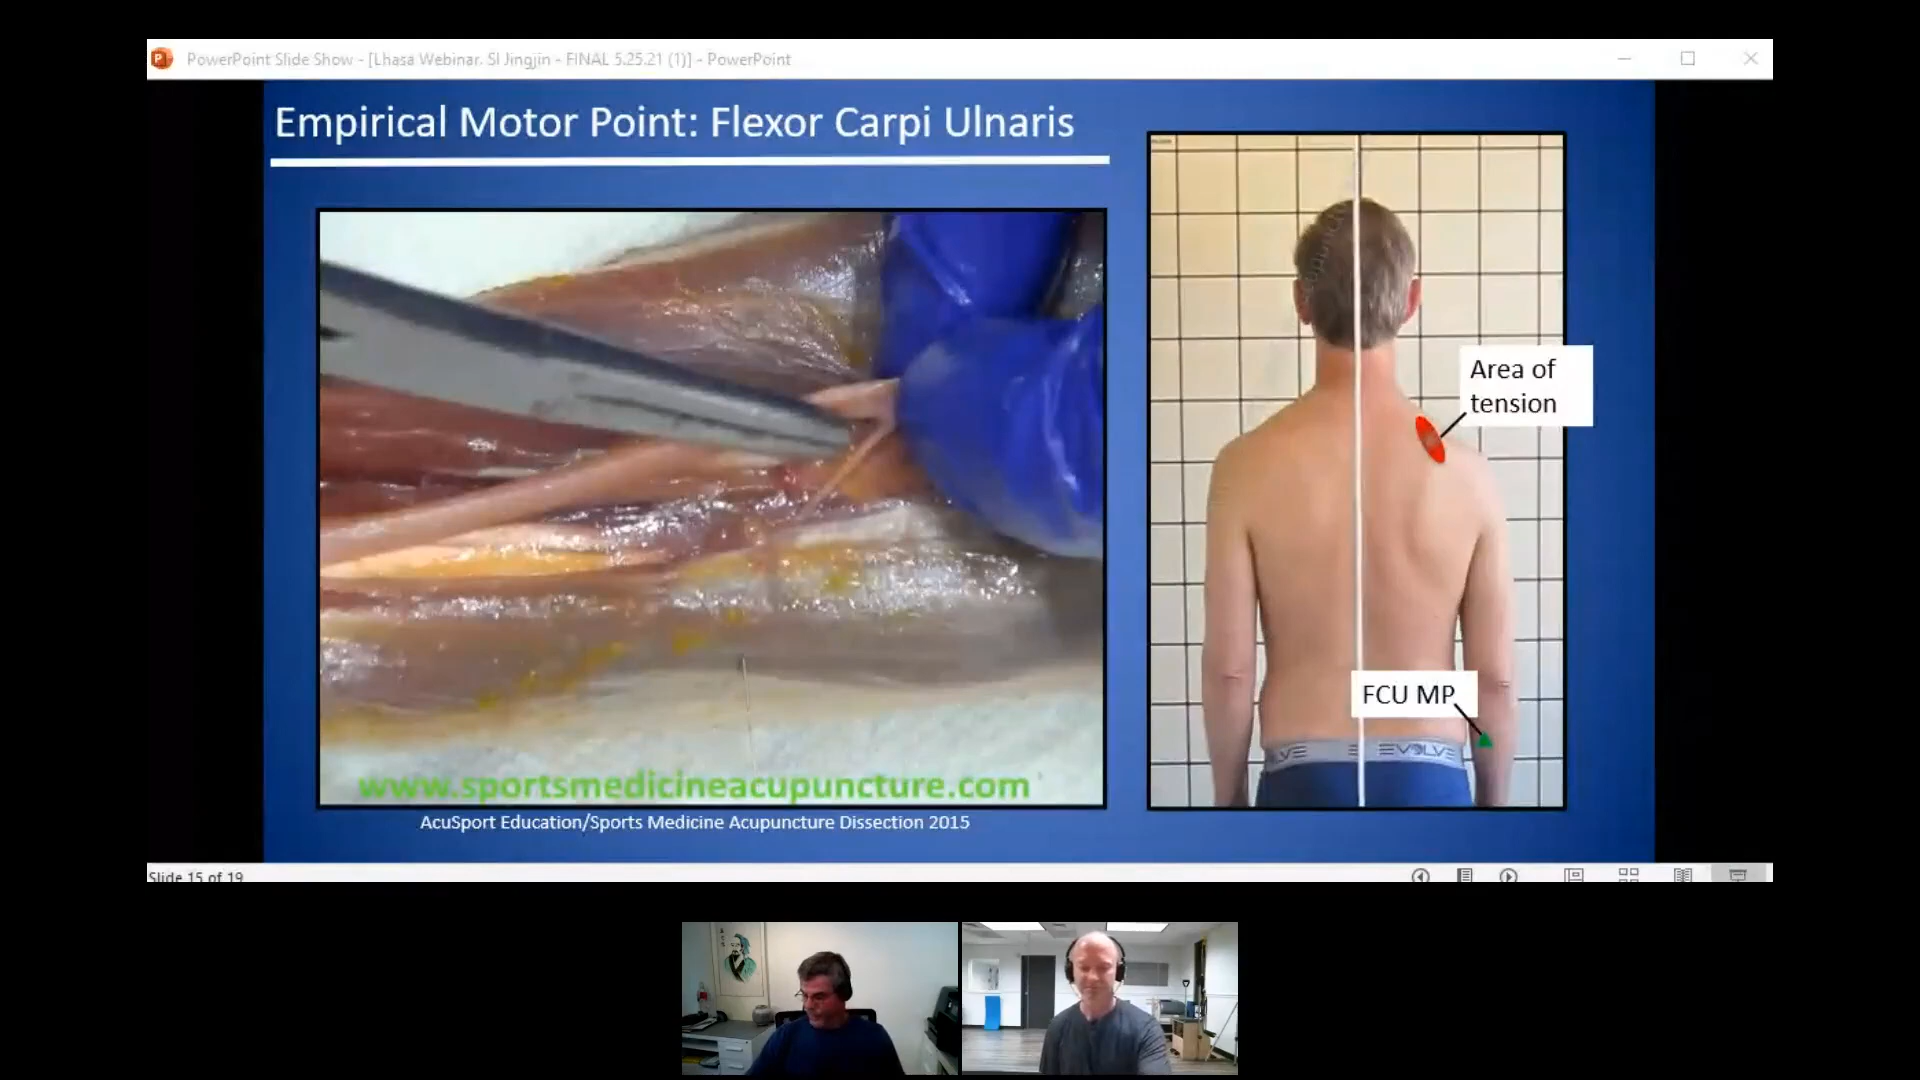 PowerPoint Slide Show - [Lhasa Webinar. SI Jingjin - FINAL 5.25.21 (1)] - PowerPoint
Empirical Motor Point: Flexor Carpi Ulnaris
Area of
tension
FCU MP
EVOLVE
www.sportsmedicineacupuncture.com
AcuSport Education/Sports Medicine Acupuncture Dissection 2015
Slide 15 of 19